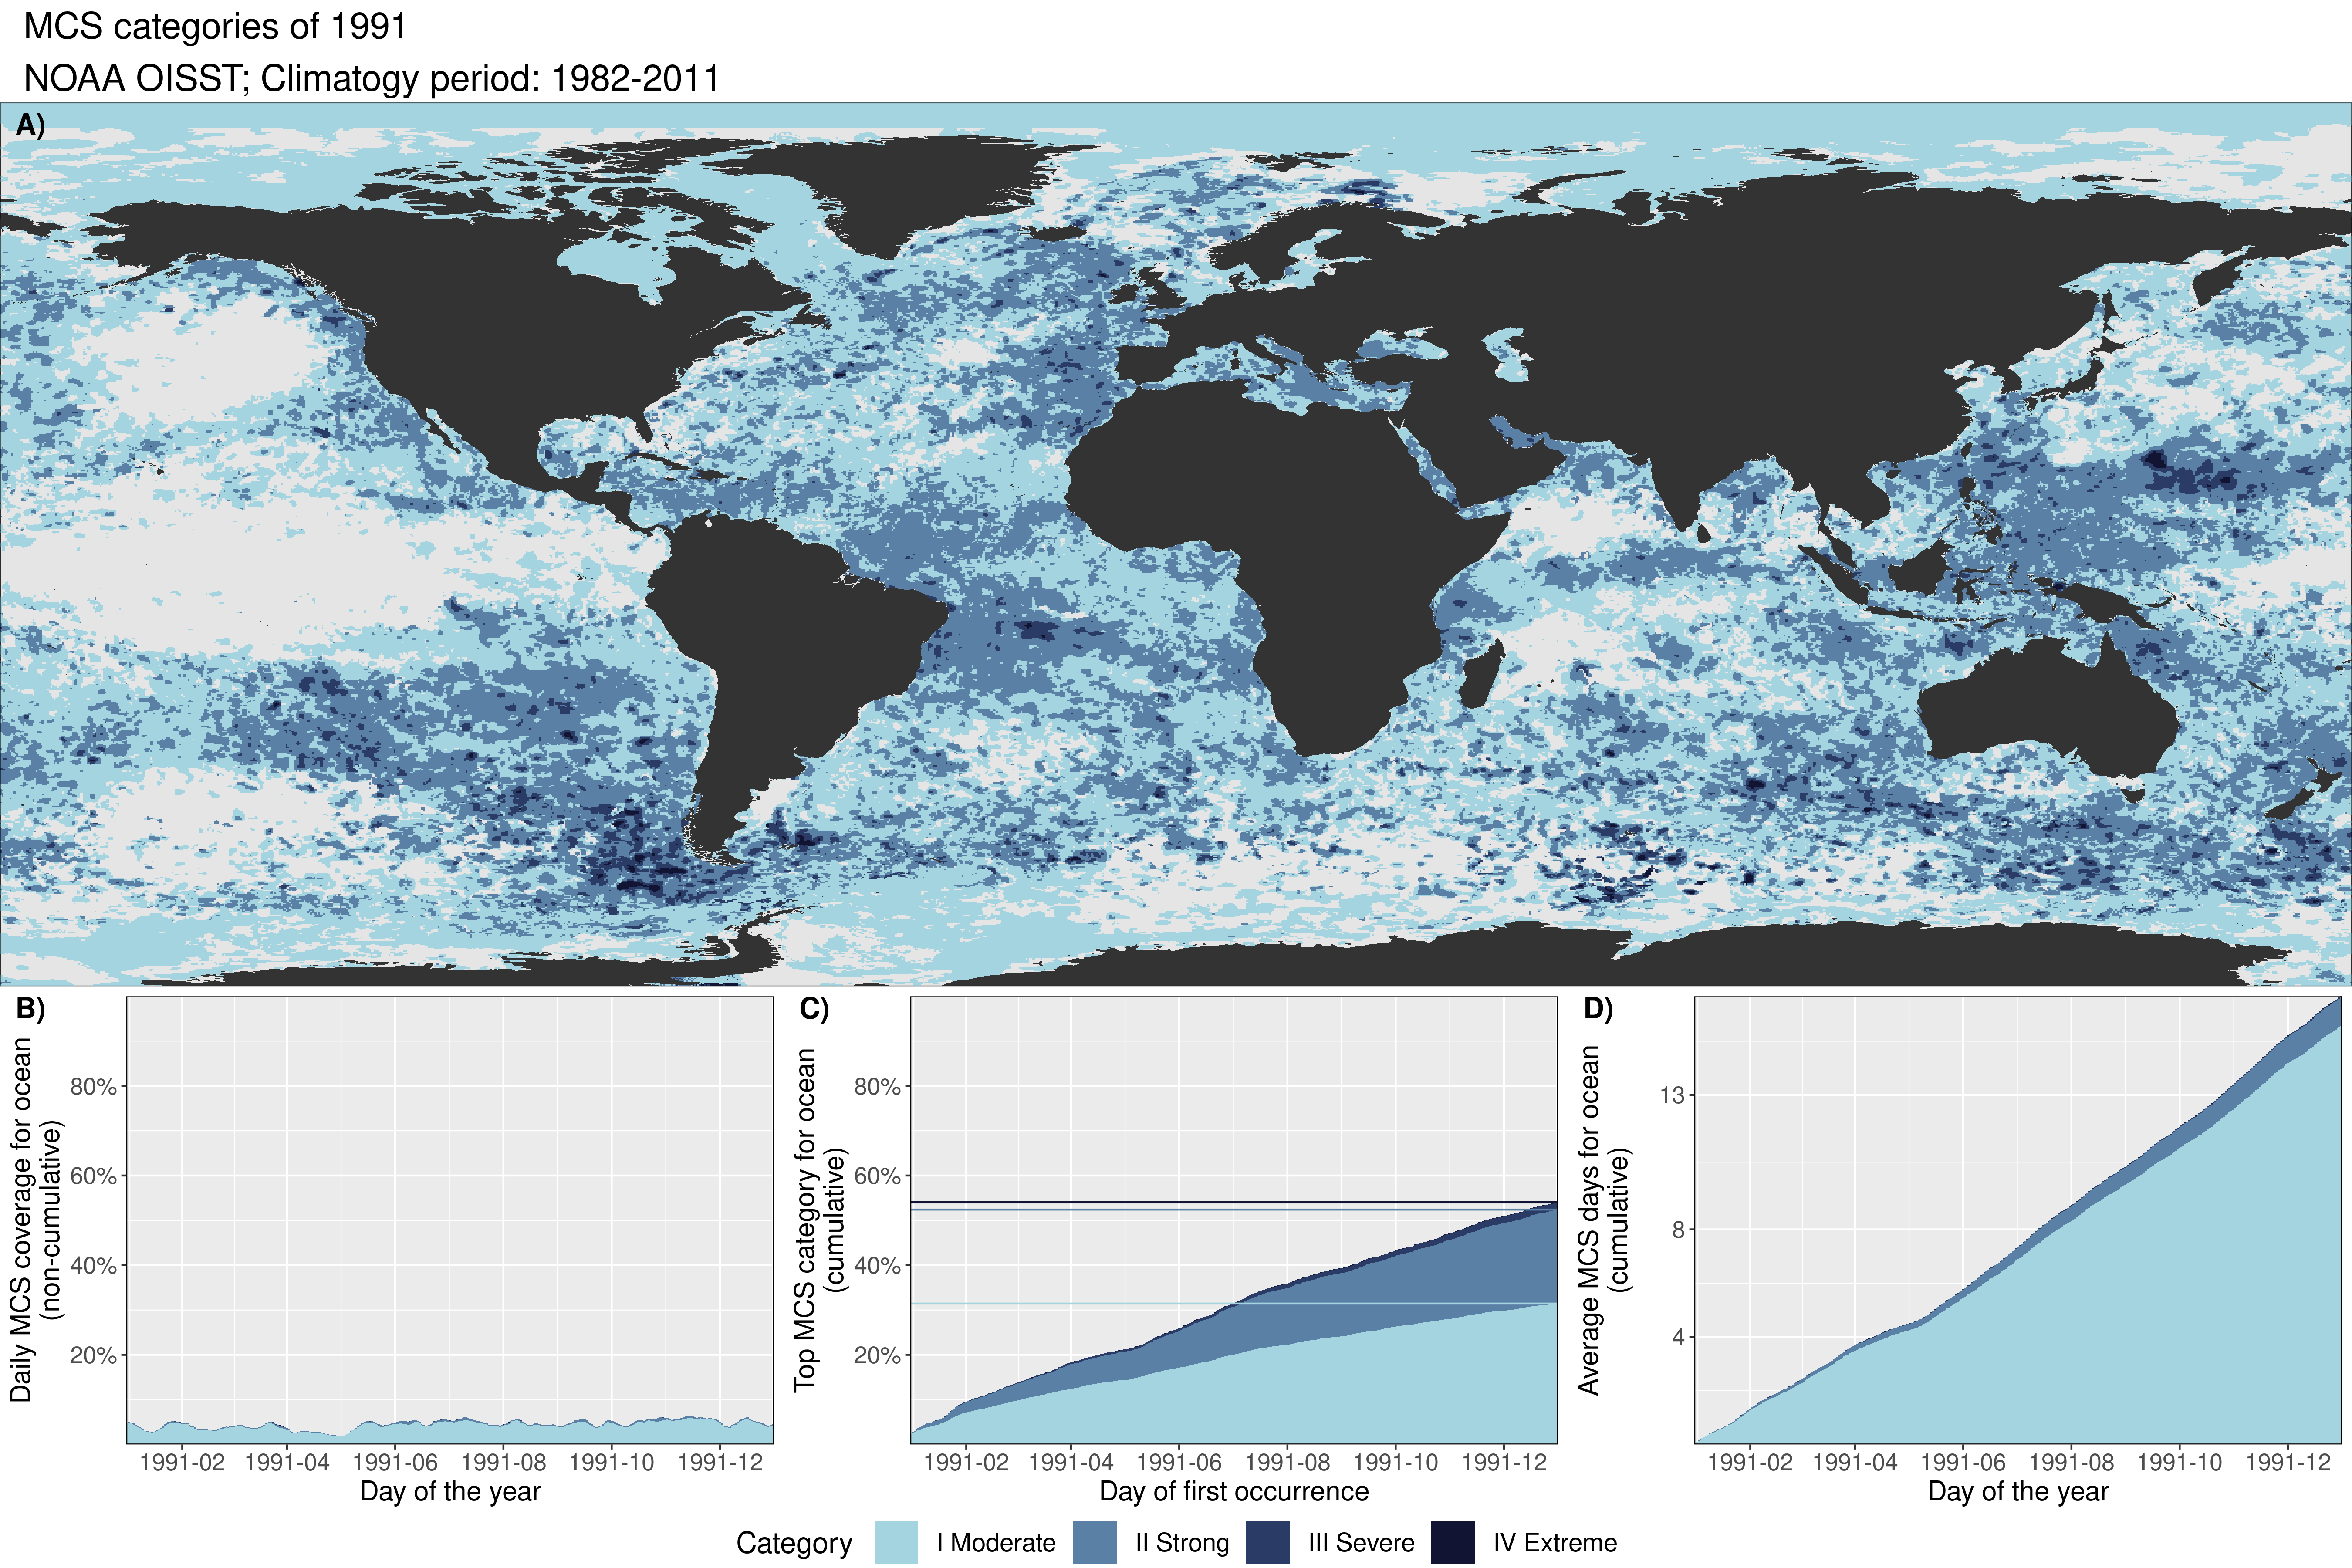 MCS categories of 1991
NOAA OISST; Climatogy period: 1982-2011
A)
B)
Daily MCS coverage for ocean
(non-cumulative)
80%
60%
40%
20%
1991-02 1991-04 1991-06 1991-08 1991-10 1991-12
Day of the year
C)
Top MCS category for ocean
(cumulative)
80%
60%
40%
20%
1991-02 1991-04 1991-06 1991-08 1991-10 1991-12
Day of first occurrence
D)
Average MCS days for ocean
(cumulative)
13
8
4
1991-02 1991-04 1991-06 1991-08 1991-10 1991-12
Day of the year
Category I Moderate II Strong III Severe IV Extreme